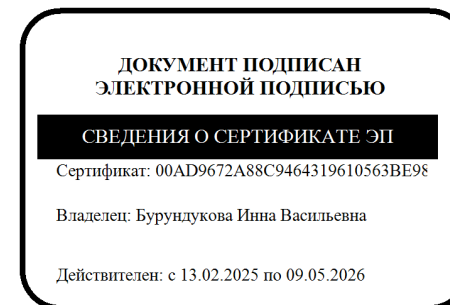 ДОКУМЕНТ ПОДПИСАН
ЭЛЕКТРОННОЙ ПОДПИСЬЮ
СВЕДЕНИЯ О СЕРТИФИКАТЕ ЭП
Сертификат: 00AD9672A88C9464319610563BE98
Владелец: Бурундукова Инна Васильевна
Действителен: с 13.02.2025 по 09.05.2026